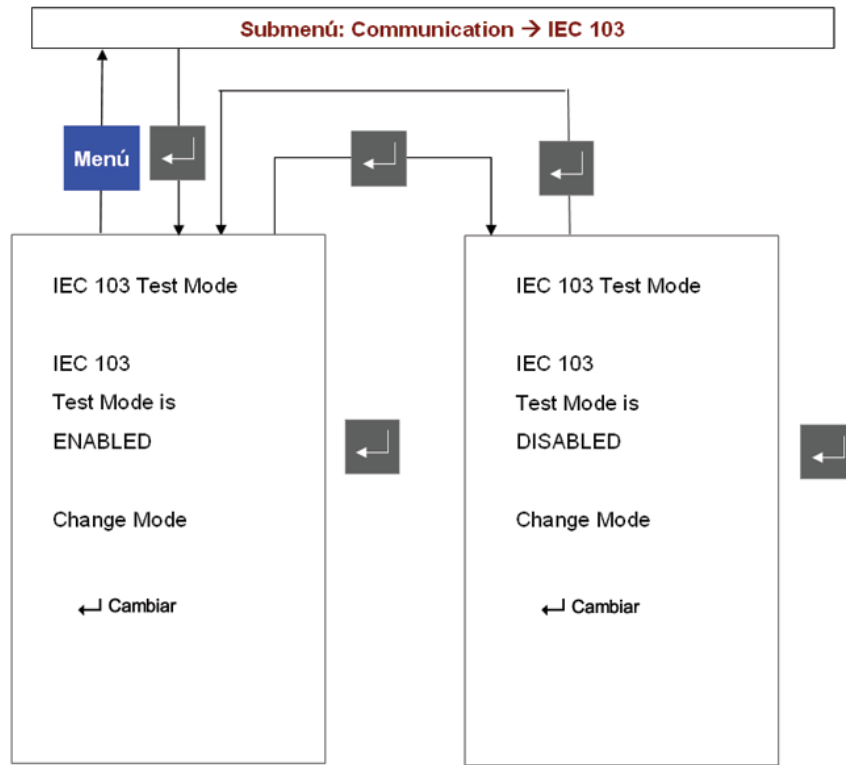 Submenú: Communication → IEC 103
Menú
IEC 103 Test Mode
IEC 103
Test Mode is
ENABLED
Change Mode
↵ Cambiar
IEC 103 Test Mode
IEC 103
Test Mode is
DISABLED
Change Mode
↵ Cambiar